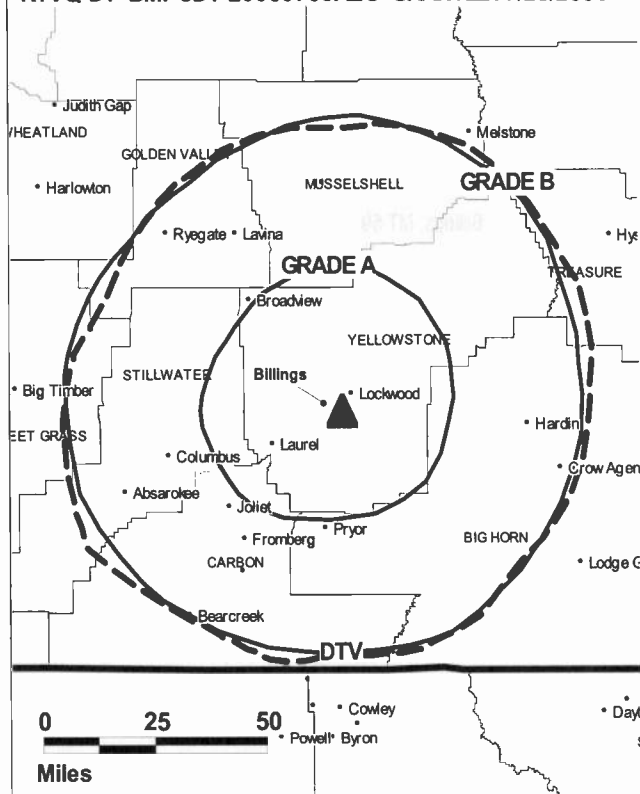 Judith Gap
WHEATLAND
Melstone
GOLDEN VALLEY
Harlowton
MUSSELSHELL
GRADE B
Ryegate
Lavina
Hys
GRADE A
TREASURE
Broadview
YELLOWSTONE
STILLWATER
Billings
Big Timber
Lockwood
Hardin
EET GRASS
Laurel
Columbus
Crow Agen
Absarokee
Joliet
Pryor
Fromberg
BIG HORN
CARBON
Lodge G
Bearcreek
DTV
Cowley
Dayt
0 25 50
Powell
Byron
Miles